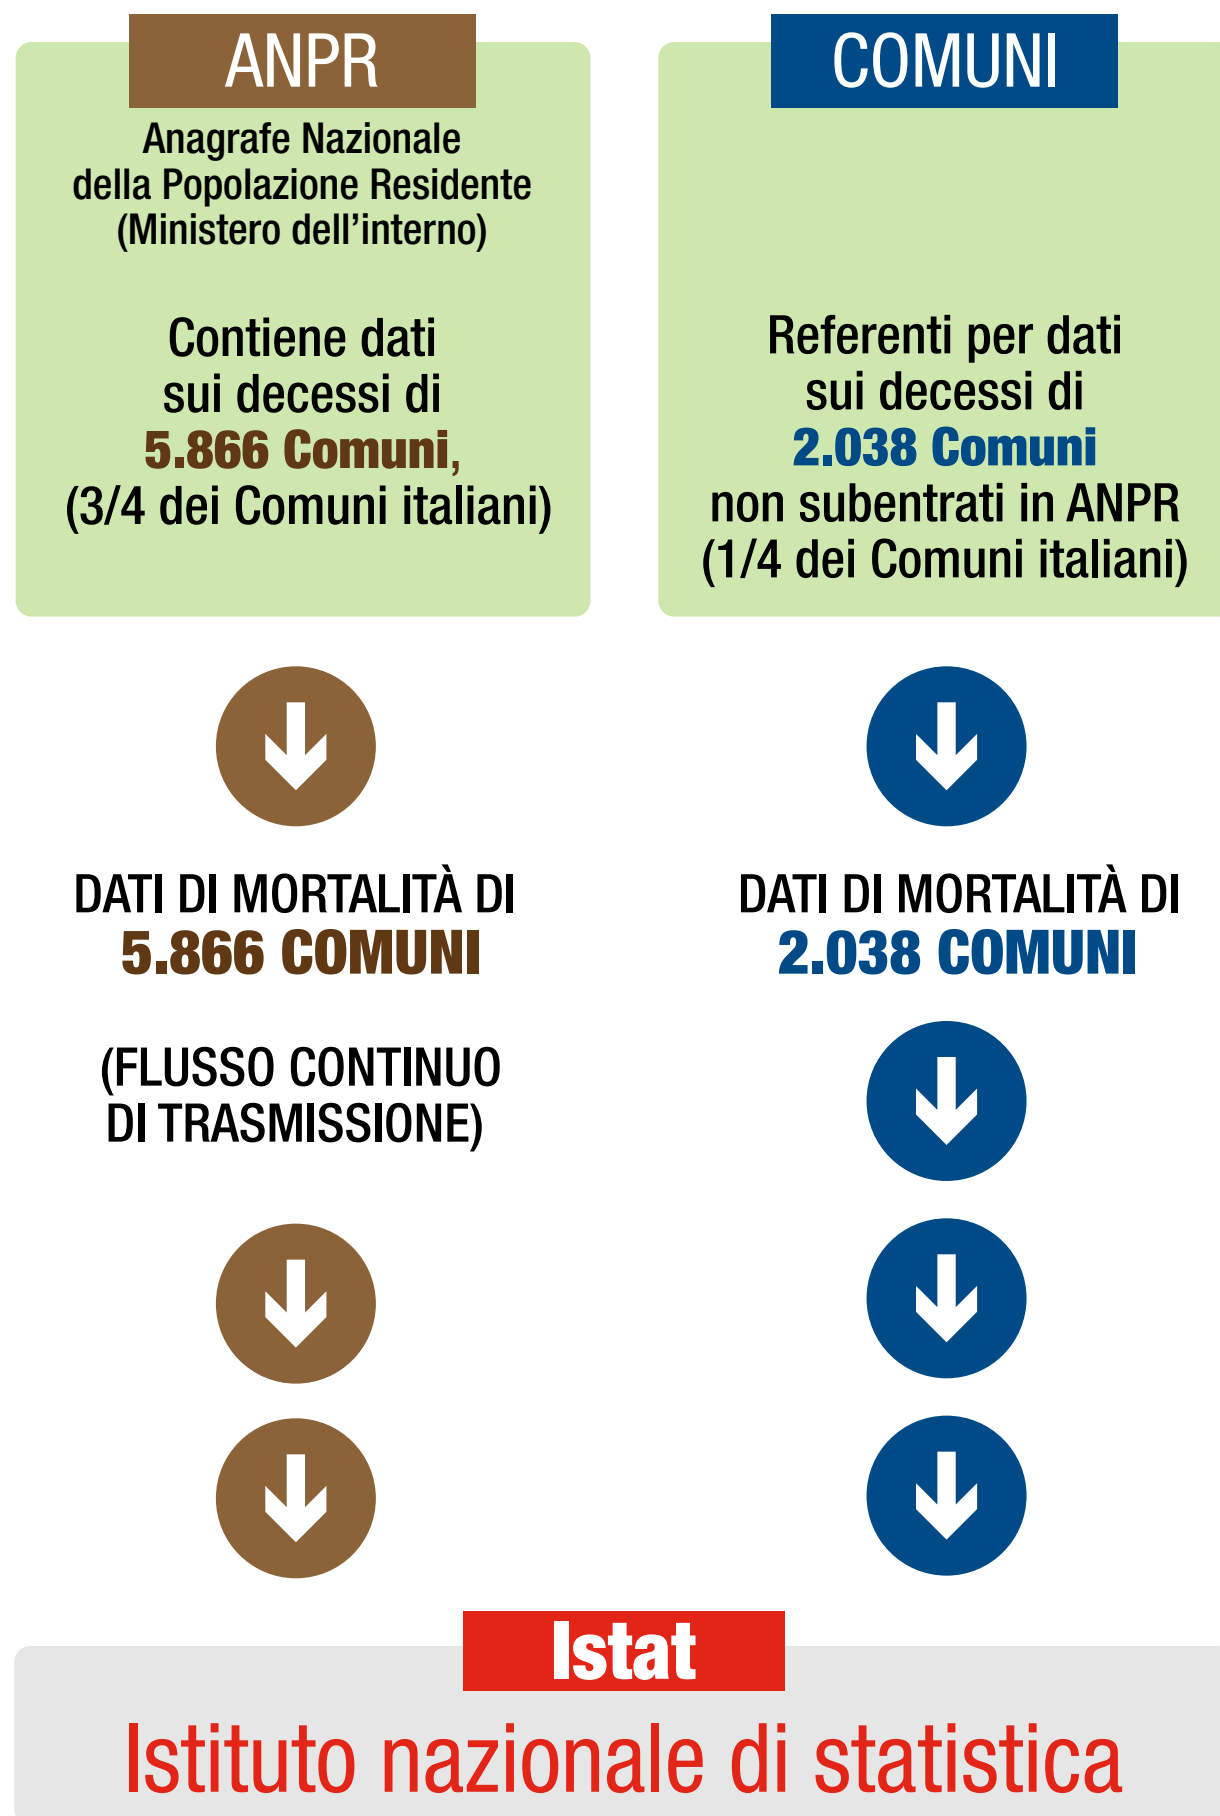 ANPR
Anagrafe Nazionale
della Popolazione Residente
(Ministero dell’interno)
Contiene dati
sui decessi di
5.866 Comuni,
(3/4 dei Comuni italiani)
COMUNI
Referenti per dati
sui decessi di
2.038 Comuni
non subentrati in ANPR
(1/4 dei Comuni italiani)
DATI DI MORTALITÀ DI
5.866 COMUNI
(FLUSSO CONTINUO
DI TRASMISSIONE)
DATI DI MORTALITÀ DI
2.038 COMUNI
Istat
Istituto nazionale di statistica